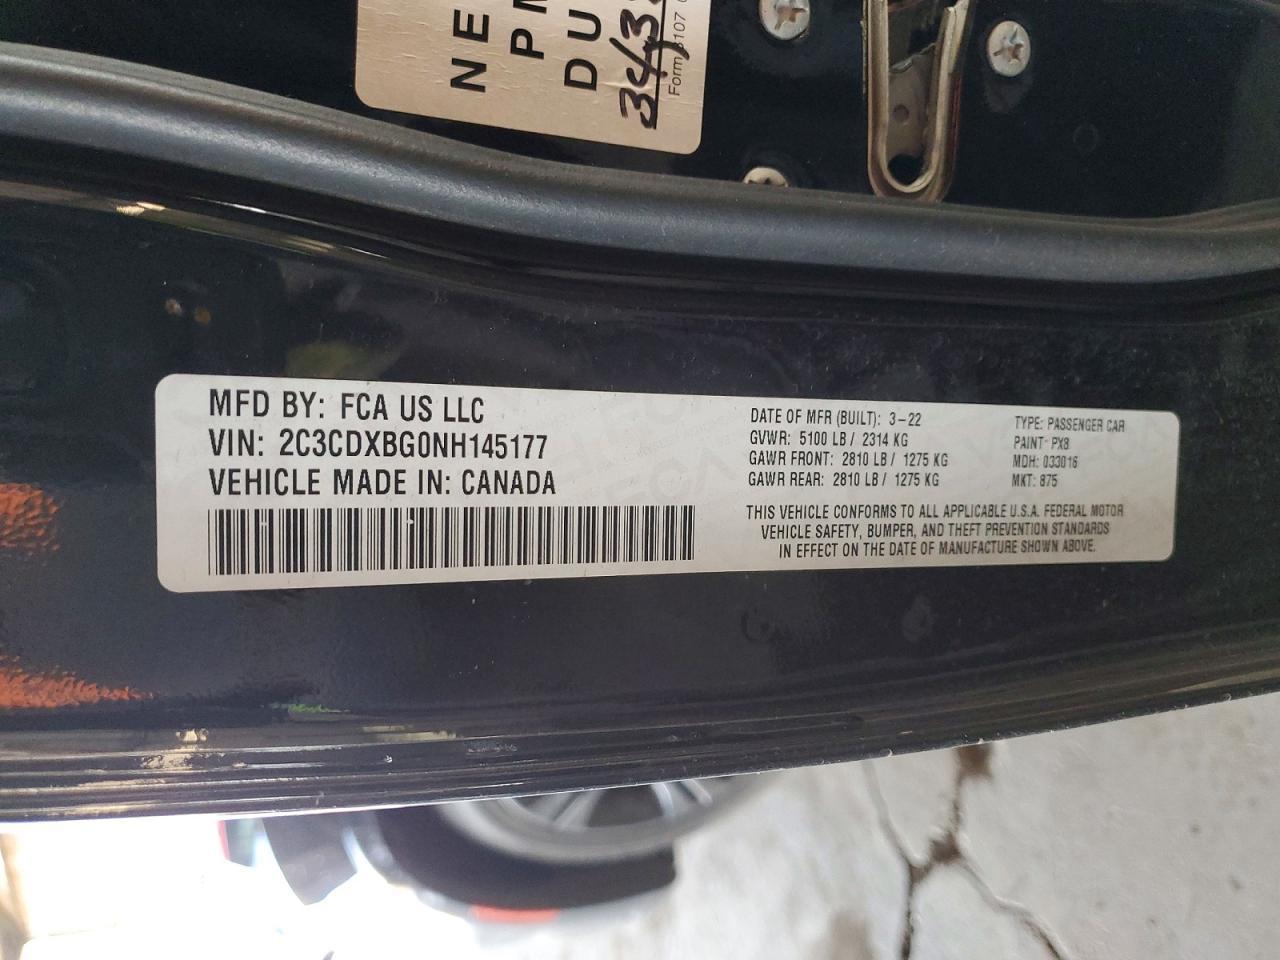 NE
PM
DU
343
Form 3107
MFD BY: FCA US LLC
VIN: 2C3CDXBG0NH145177
VEHICLE MADE IN: CANADA
DATE OF MFR (BUILT): 3-22
GVWR: 5100 LB / 2314 KG
GAWR FRONT: 2810 LB / 1275 KG
GAWR REAR: 2810 LB / 1275 KG
TYPE: PASSENGER CAR
PAINT: PX8
MDH: 033016
MKT: 875
THIS VEHICLE CONFORMS TO ALL APPLICABLE U.S.A. FEDERAL MOTOR
VEHICLE SAFETY, BUMPER, AND THEFT PREVENTION STANDARDS
IN EFFECT ON THE DATE OF MANUFACTURE SHOWN ABOVE.